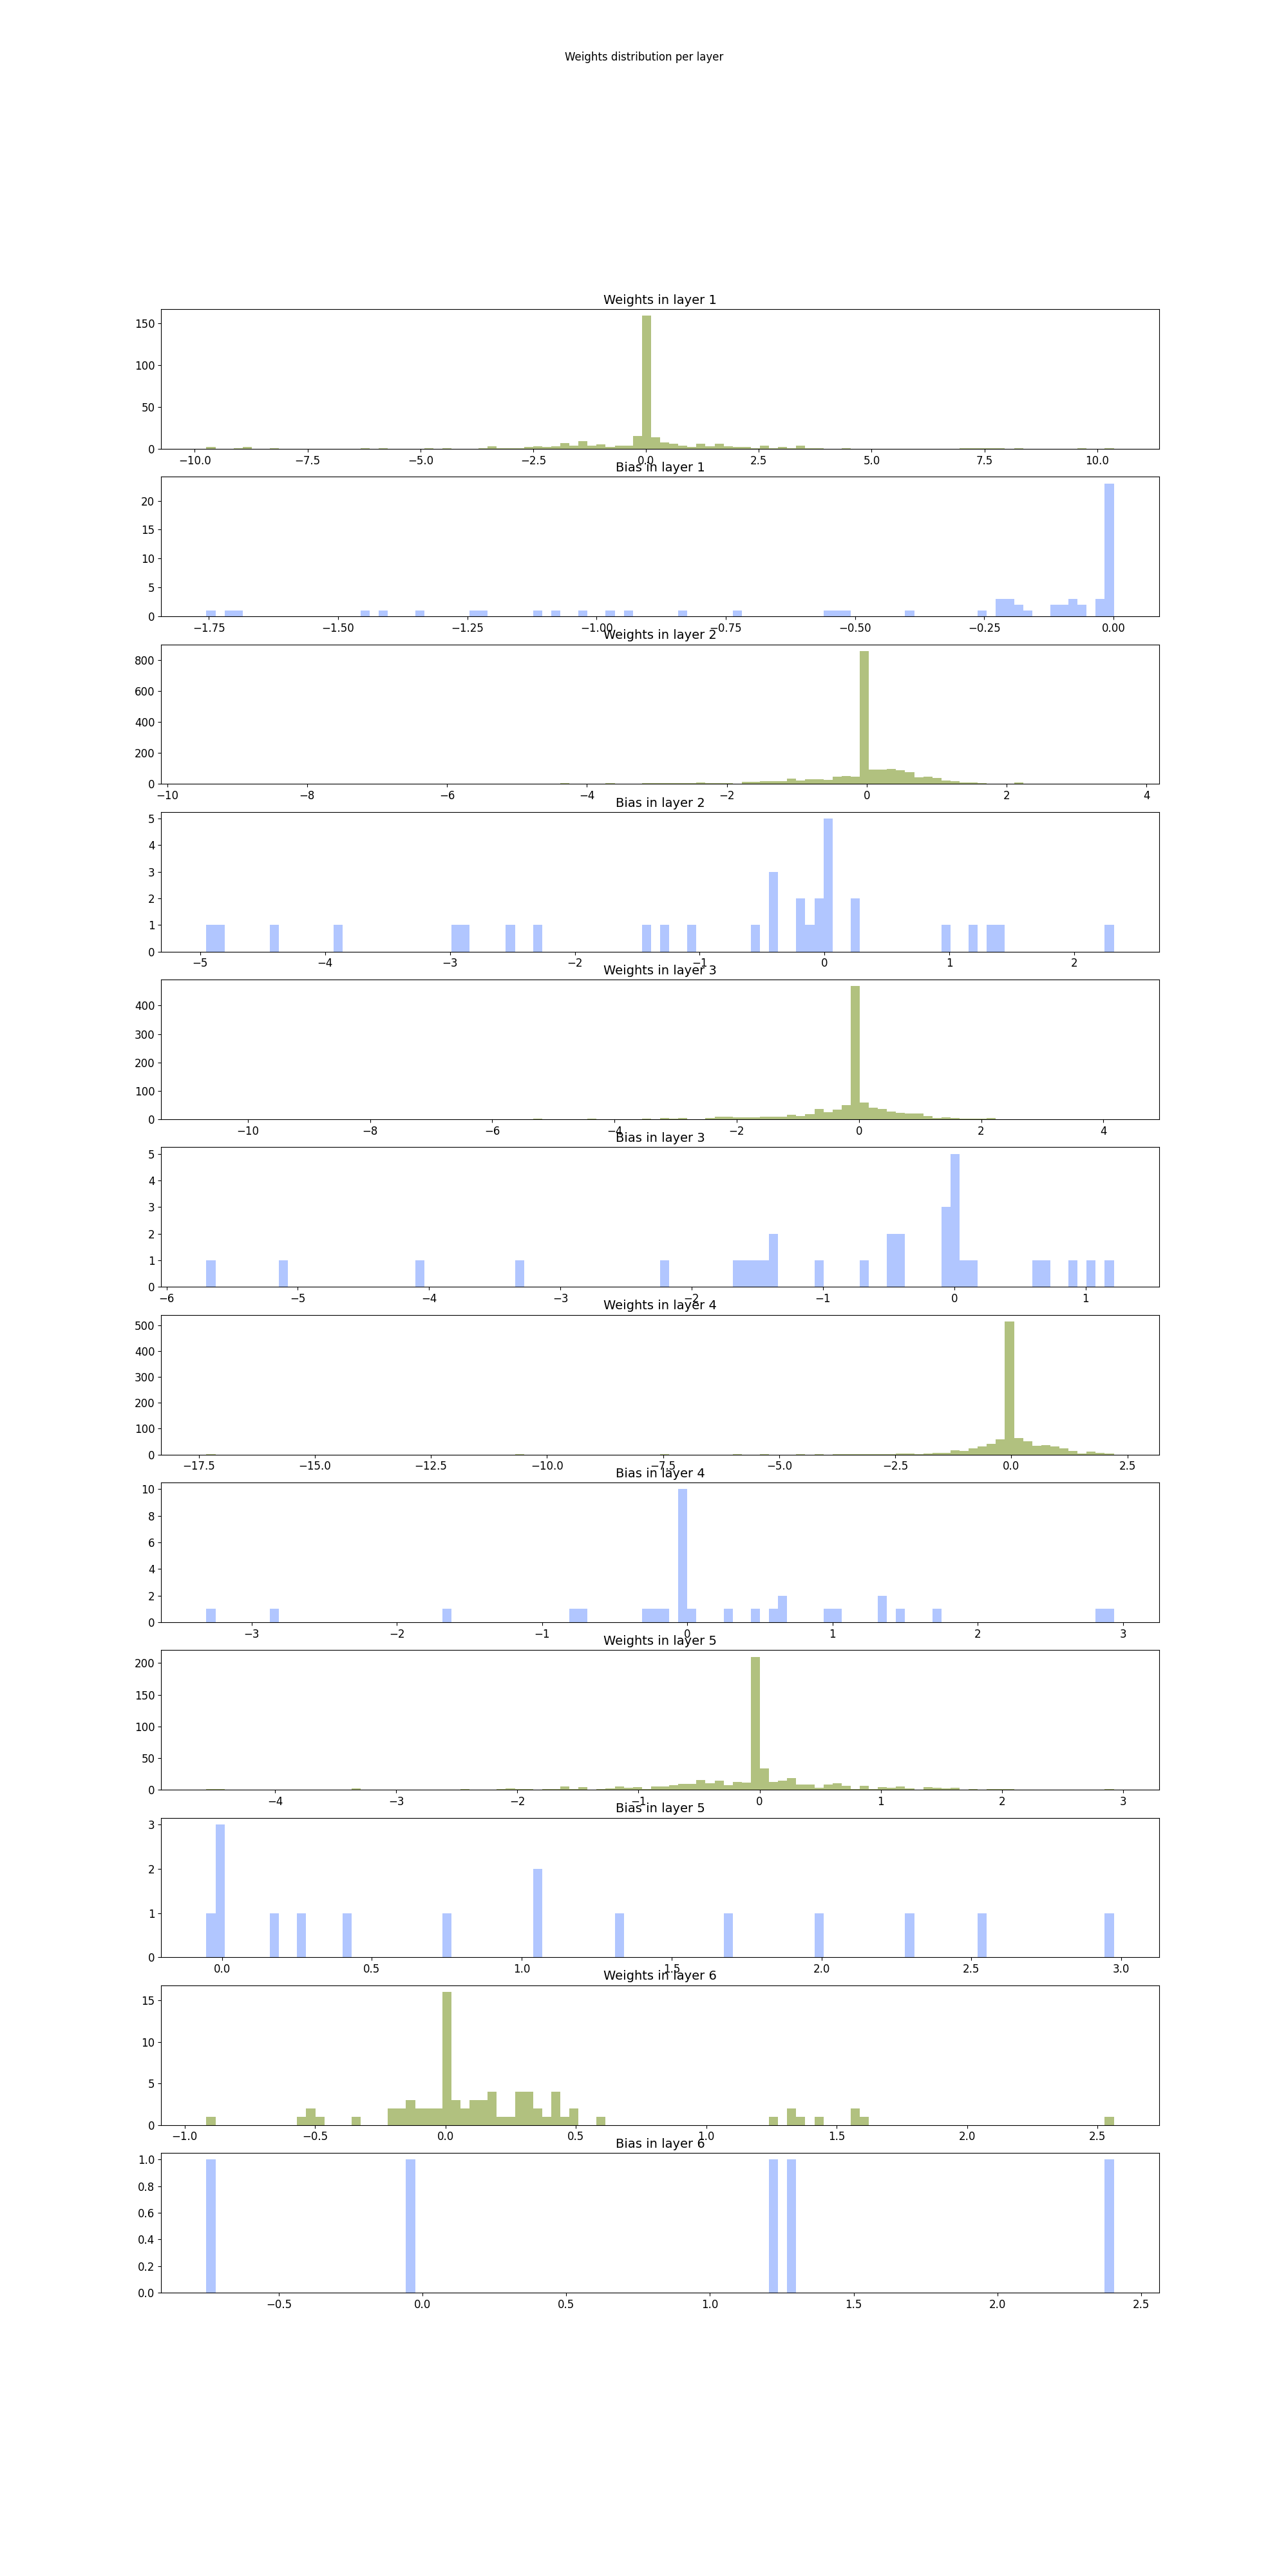 Weights distribution per layer
Weights in layer 1
150
100
50
0
−10.0 −7.5 −5.0 −2.5 0.0 2.5 5.0 7.5 10.0
Bias in layer 1
20
15
10
5
0
−1.75 −1.50 −1.25 −1.00 −0.75 −0.50 −0.25 0.00
Weights in layer 2
800
600
400
200
0
−10 −8 −6 −4 −2 0 2 4
Bias in layer 2
5
4
3
2
1
0
−5 −4 −3 −2 −1 0 1 2
Weights in layer 3
400
300
200
100
0
−10 −8 −6 −4 −2 0 2 4
Bias in layer 3
5
4
3
2
1
0
−6 −5 −4 −3 −2 −1 0 1
Weights in layer 4
500
400
300
200
100
0
−17.5 −15.0 −12.5 −10.0 −7.5 −5.0 −2.5 0.0 2.5
Bias in layer 4
10
8
6
4
2
0
−3 −2 −1 0 1 2 3
Weights in layer 5
200
150
100
50
0
−4 −3 −2 −1 0 1 2 3
Bias in layer 5
3
2
1
0
0.0 0.5 1.0 1.5 2.0 2.5 3.0
Weights in layer 6
15
10
5
0
−1.0 −0.5 0.0 0.5 1.0 1.5 2.0 2.5
Bias in layer 6
1.0
0.8
0.6
0.4
0.2
0.0
−0.5 0.0 0.5 1.0 1.5 2.0 2.5